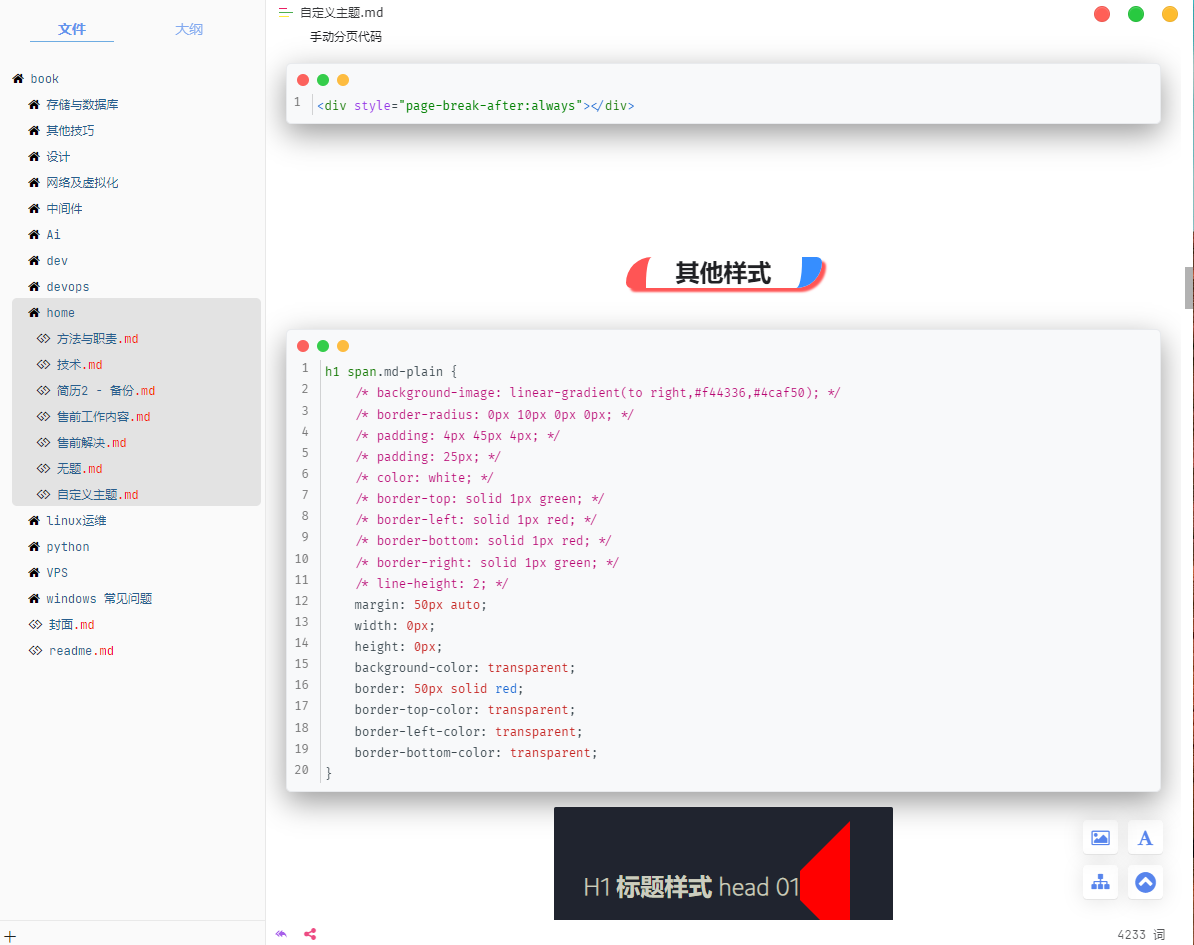 文件 大纲
book
存储与数据库
其他技巧
设计
网络及虚拟化
中间件
Ai
dev
devops
home
方法与职责.md
技术.md
简历2 - 备份.md
售前工作内容.md
售前解决.md
无题.md
自定义主题.md
linux运维
python
VPS
windows 常见问题
封面.md
readme.md
自定义主题.md
手动分页代码
1 <div style="page-break-after:always"></div>
其他样式
1 h1 span.md-plain {
2 /* background-image: linear-gradient(to right,#f44336,#4caf50); */
3 /* border-radius: 0px 10px 0px 0px; */
4 /* padding: 4px 45px 4px; */
5 /* padding: 25px; */
6 /* color: white; */
7 /* border-top: solid 1px green; */
8 /* border-left: solid 1px red; */
9 /* border-bottom: solid 1px red; */
10 /* border-right: solid 1px green; */
11 /* line-height: 2; */
12 margin: 50px auto;
13 width: 0px;
14 height: 0px;
15 background-color: transparent;
16 border: 50px solid red;
17 border-top-color: transparent;
18 border-left-color: transparent;
19 border-bottom-color: transparent;
20 }
H1 标题样式 head 01
A
4233 词